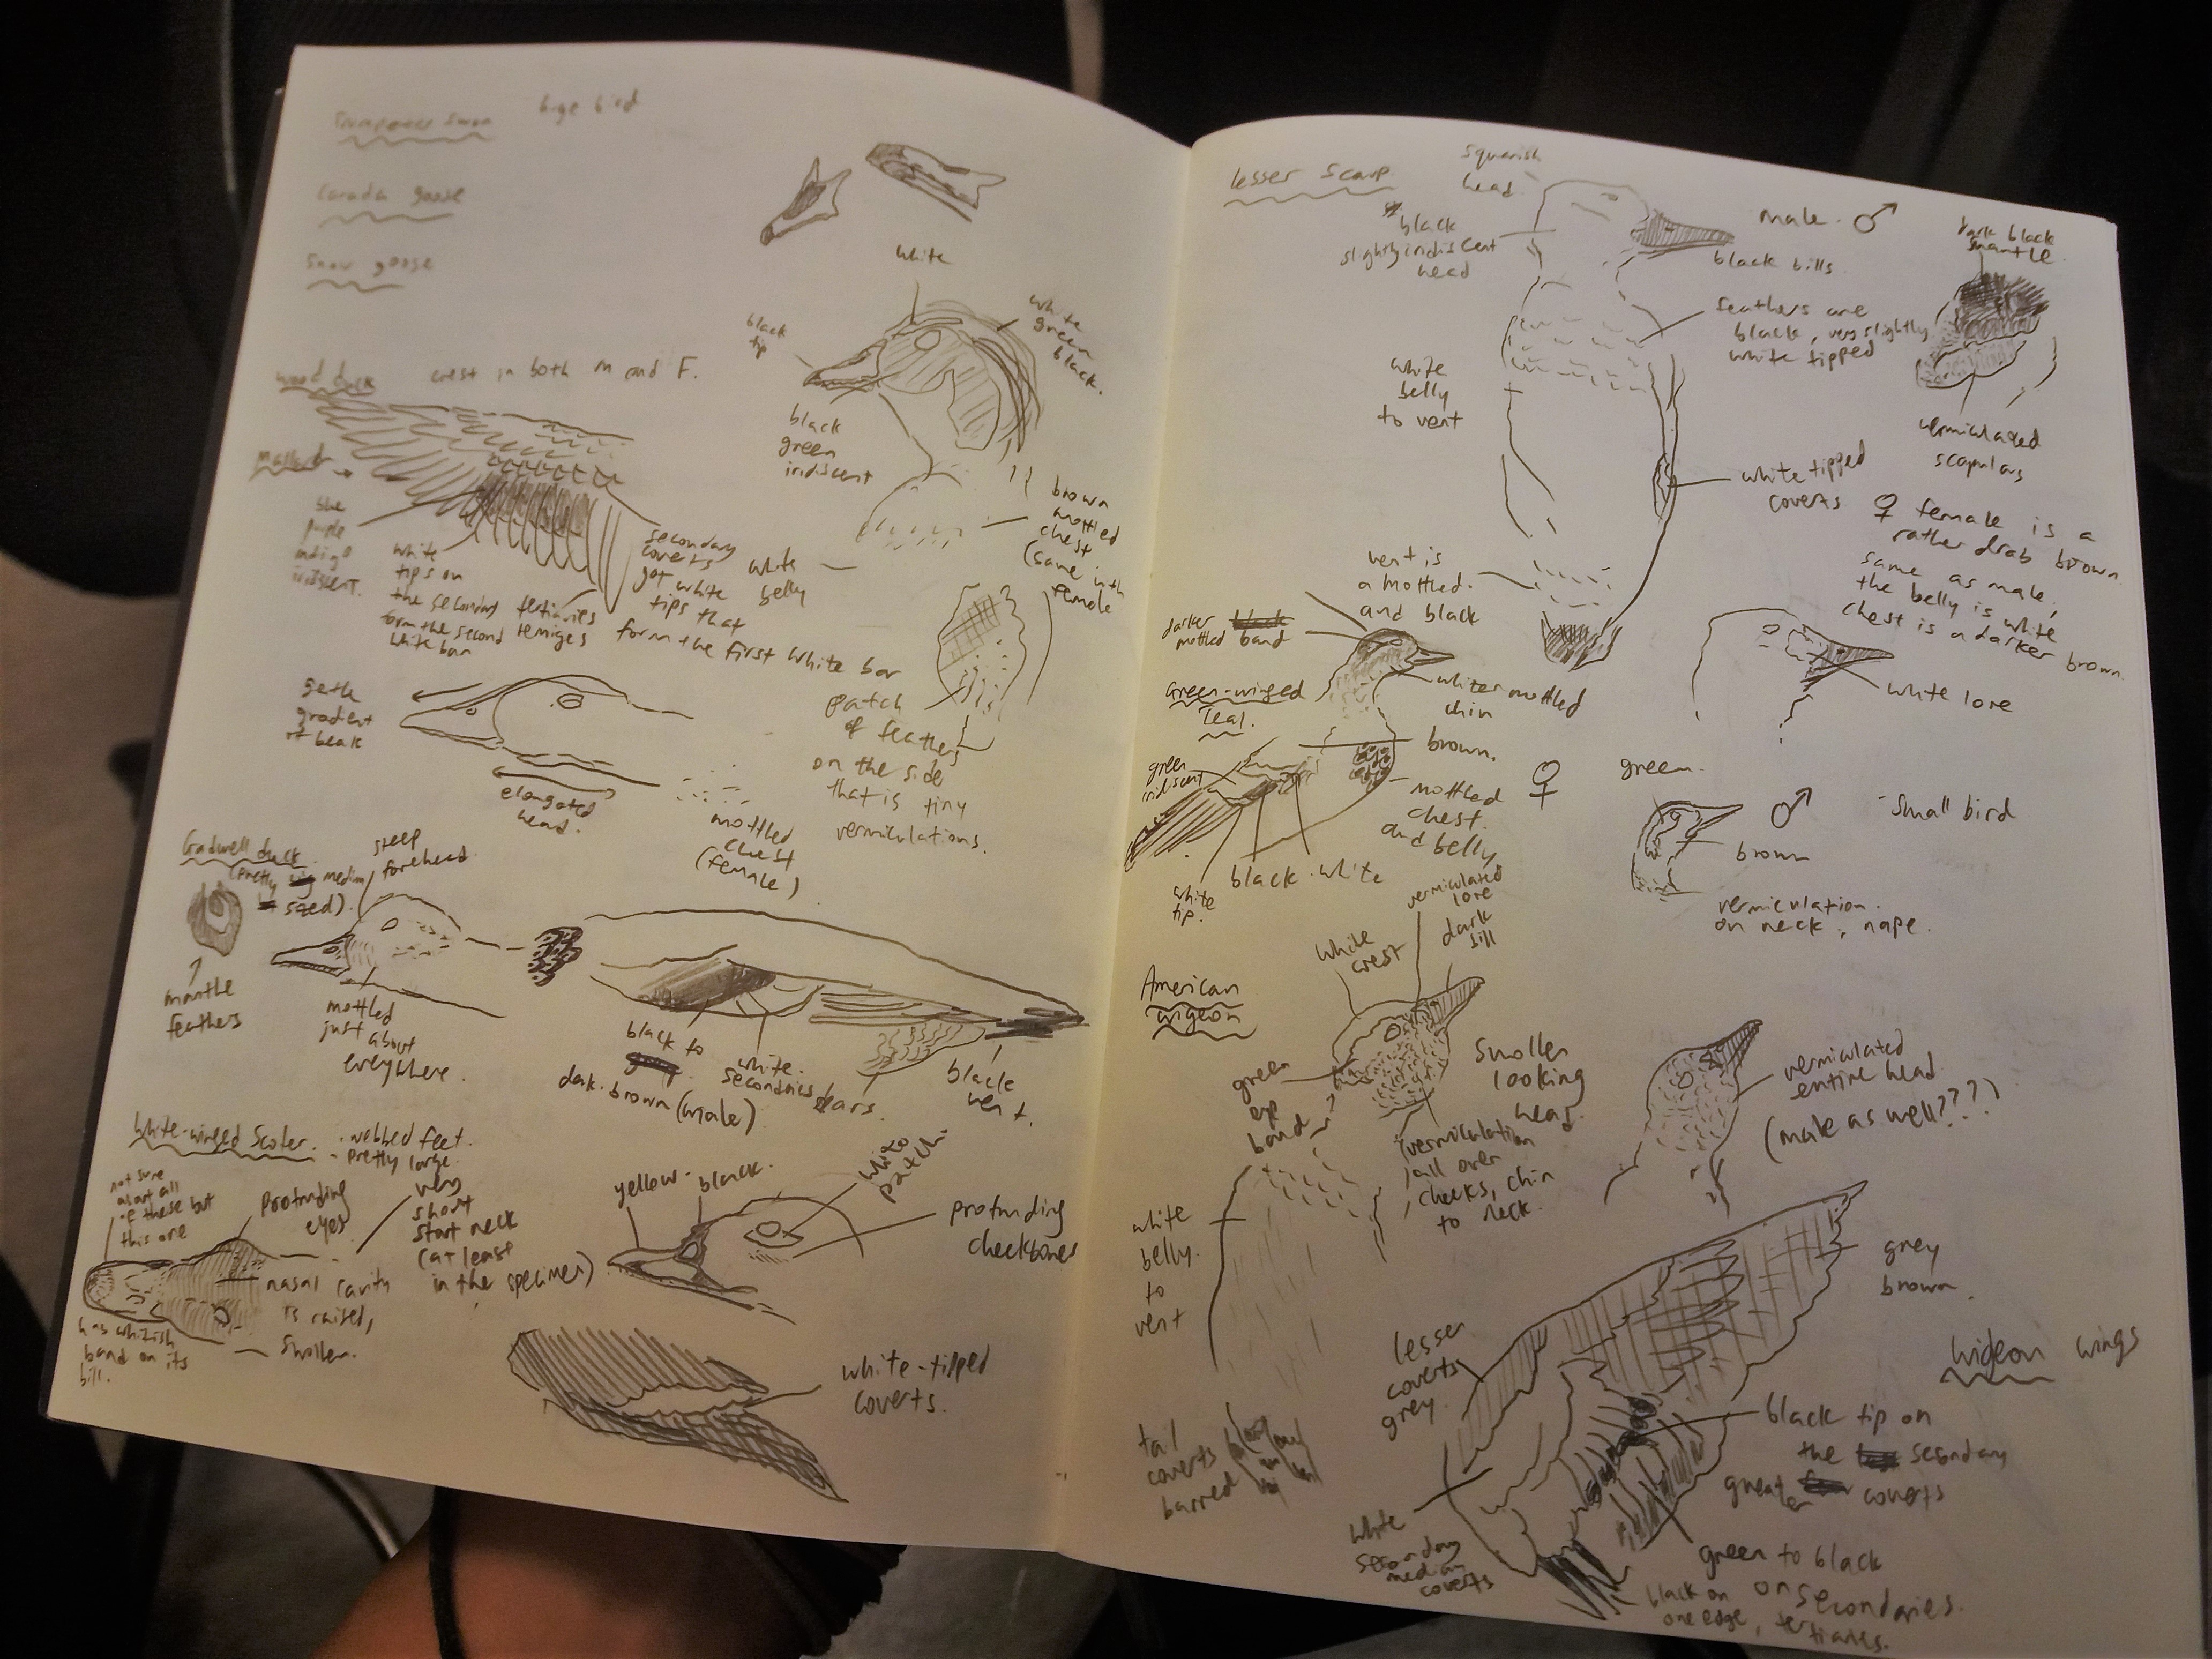 Trumpeter Swan
huge bird
Canada goose
Snow goose
white
white
green
black.
black
tip
black
green
iridiscent
wood duck
crest in both M and F.
brown
mottled
chest
(same in th
female
white
belly
mallard
blue
purple
indigo
iridiscent.
white
tips on
the secondary
form the second
white bar
tertiaries
remiges
secondary
coverts
got white
tips that
form the first white bar
patch
of feathers
on the side
that is tiny
vermiculations.
gentle
gradient
of beak
elongated
head.
mottled
chest
(female)
Gadwell duck
(Pretty medium
sized).
steep
forehead
mantle
feathers
mottled
just about
everywhere.
black to
dark brown (male)
white
secondaries
bars.
black
vent.
White-winged Scoter.
- webbed feet.
- pretty large
not sure
about all
of these but
this one
Protruding
eyes
very
short
start neck
(at least
in the specimen)
nasal cavity
is raised,
swollen.
has whitish
band on its
bill.
yellow
black.
white
patch.
protruding
cheekbones
white-tipped
coverts.
lesser scaup
squarish
head
male ♂
black
slightly iridiscent
head
black bills
dark black
mantle
feathers are
black, very slightly
white tipped
vermiculated
scapulars
white
belly
to vent
white tipped
coverts
♀ female is a
rather drab brown.
same as male,
the belly is white
chest is a darker brown.
vent is
a mottled.
and black
white lore
darker
mottled band
Green-winged
Teal.
white mottled
chin
brown.
green
iridiscent
mottled
chest
and belly.
♀
white
tip.
black
white
green.
♂
- small bird
brown
vermiculation
on neck, nape.
American
wigeon
white
crest
vermiculated
lore
dark
bill
green
eye
band
smaller
looking
head.
(vermiculation
all over
cheeks, chin
to neck.
vermiculated
entire head
(male as well????)
white
belly
to
vent
grey
brown.
lesser
coverts
grey.
wigeon wings
tail
coverts
barred
black tip on
the secondary
greater coverts
white
secondary
median
coverts
green to black
on secondaries.
black on
one edge, tertiaries.